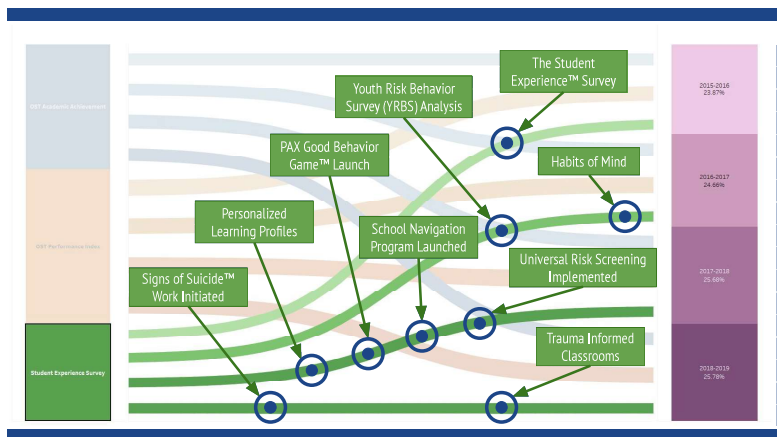 The Student
Experience™ Survey
Youth Risk Behavior
Survey (YRBS) Analysis
PAX Good Behavior
Game™ Launch
Habits of Mind
Personalized
Learning Profiles
School Navigation
Program Launched
Universal Risk Screening
Implemented
Signs of Suicide™
Work Initiated
Trauma Informed
Classrooms
Academic Achievement
Performance Index
Student Experience Survey
2015-2016
23.87%
2016-2017
24.66%
2017-2018
25.66%
2018-2019
25.78%